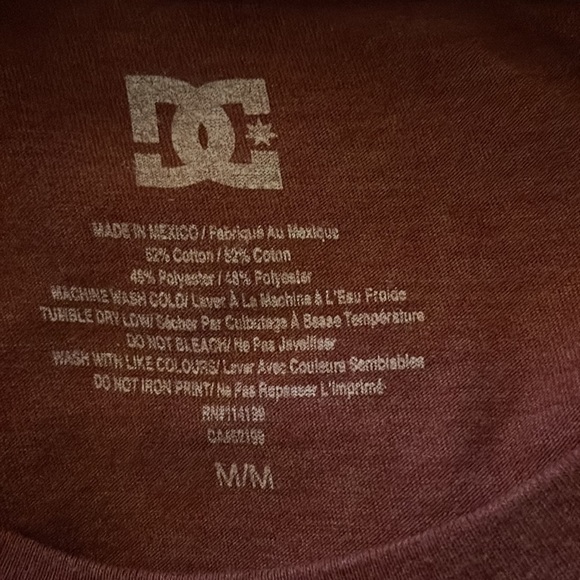 DC
MADE IN MEXICO / Fabriqué Au Mexique
52% Cotton / 52% Coton
48% Polyester / 48% Polyester
MACHINE WASH COLD/ Laver À La Machine à L'Eau Froide
TUMBLE DRY LOW/ Sécher Par Culbutage À Basse Température
DO NOT BLEACH/ Ne Pas Javelliser
WASH WITH LIKE COLOURS/ Laver Avec Couleurs Semblables
DO NOT IRON PRINT/ Ne Pas Repasser L'Imprimé
RN#114199
CA#62199
M/M